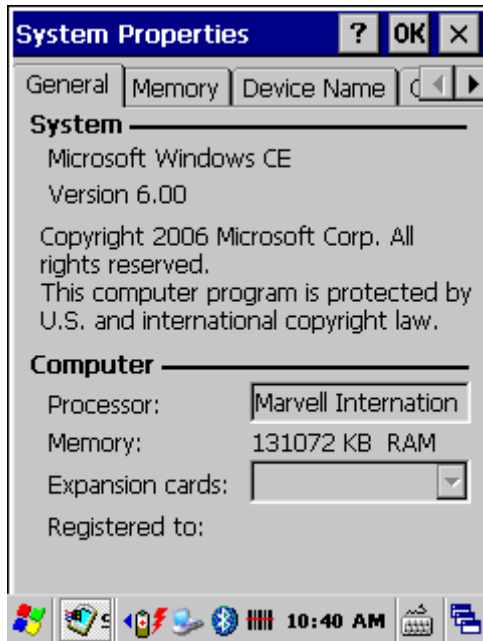 System Properties ? OK ×
General Memory Device Name
System
Microsoft Windows CE
Version 6.00
Copyright 2006 Microsoft Corp. All
rights reserved.
This computer program is protected by
U.S. and international copyright law.
Computer
Processor: Marvell Internation
Memory: 131072 KB RAM
Expansion cards:
Registered to:
10:40 AM